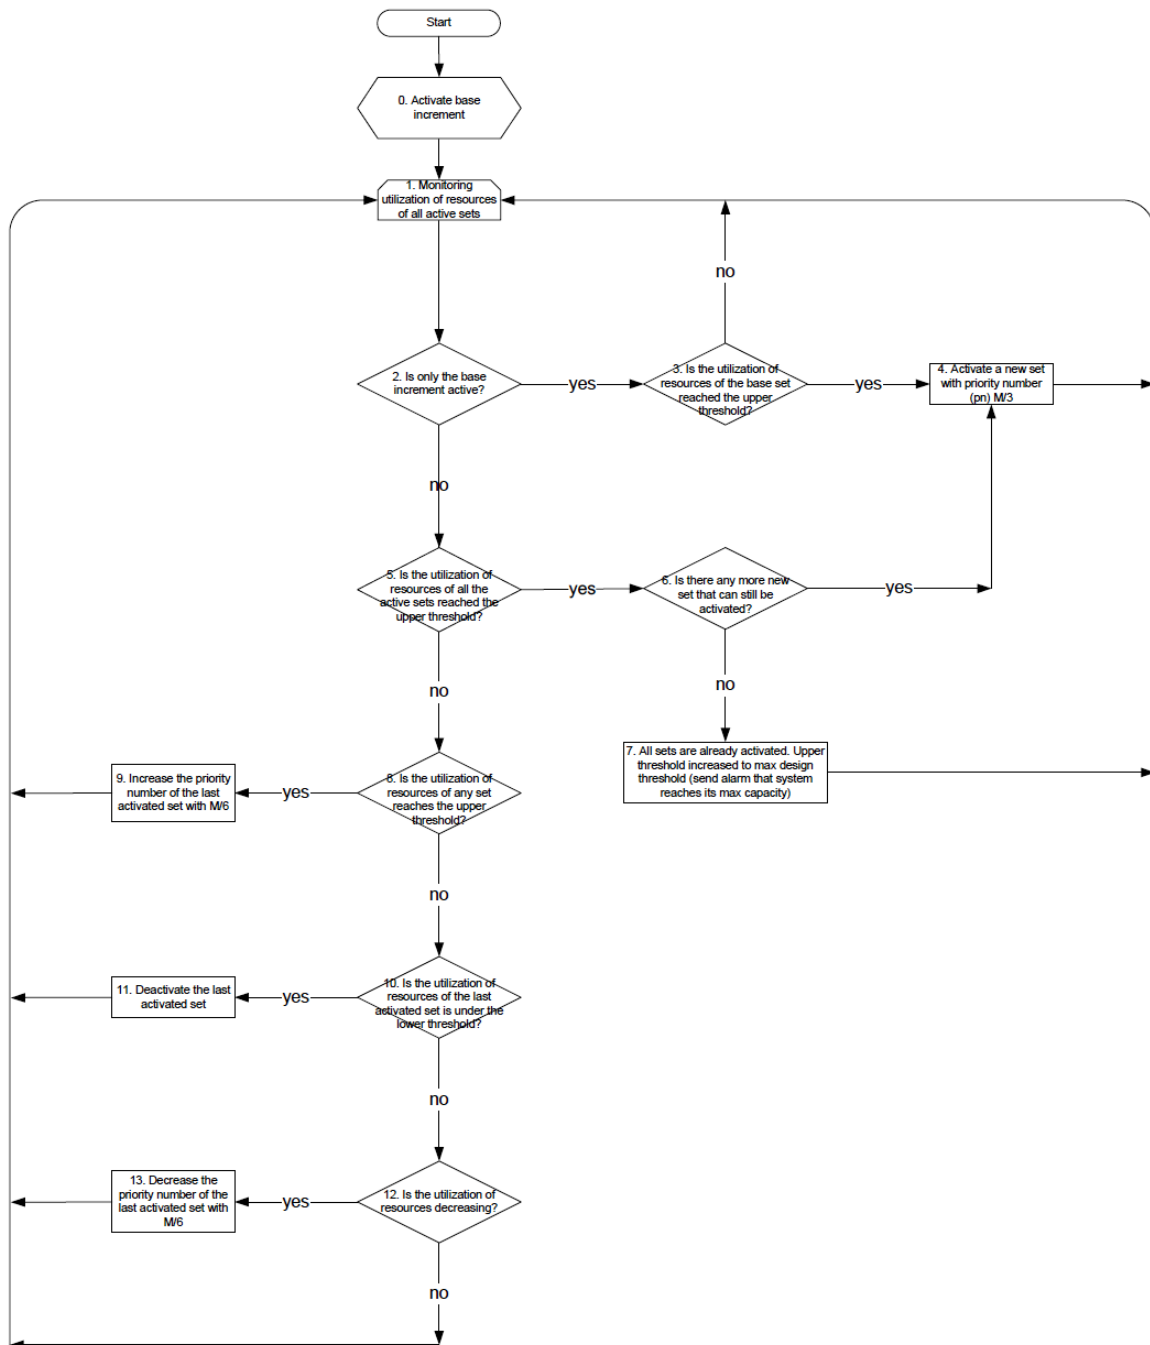 Start
0. Activate base
increment
1. Monitoring
utilization of resources
of all active sets
no
2. Is only the base
increment active?
yes
3. Is the utilization of
resources of the base set
reached the upper
threshold?
yes
4. Activate a new set
with priority number
(pn) M/3
no
5. Is the utilization of
resources of all the
active sets reached the
upper threshold?
yes
6. Is there any more new
set that can still be
activated?
yes
no
no
7. All sets are already activated. Upper
threshold increased to max design
threshold (send alarm that system
reaches its max capacity)
9. Increase the priority
number of the last
activated set with M/6
yes
8. Is the utilization of
resources of any set
reaches the upper
threshold?
no
11. Deactivate the last
activated set
yes
10. Is the utilization of
resources of the last
activated set is under the
lower threshold?
no
13. Decrease the
priority number of the
last activated set with
M/6
yes
12. Is the utilization of
resources decreasing?
no